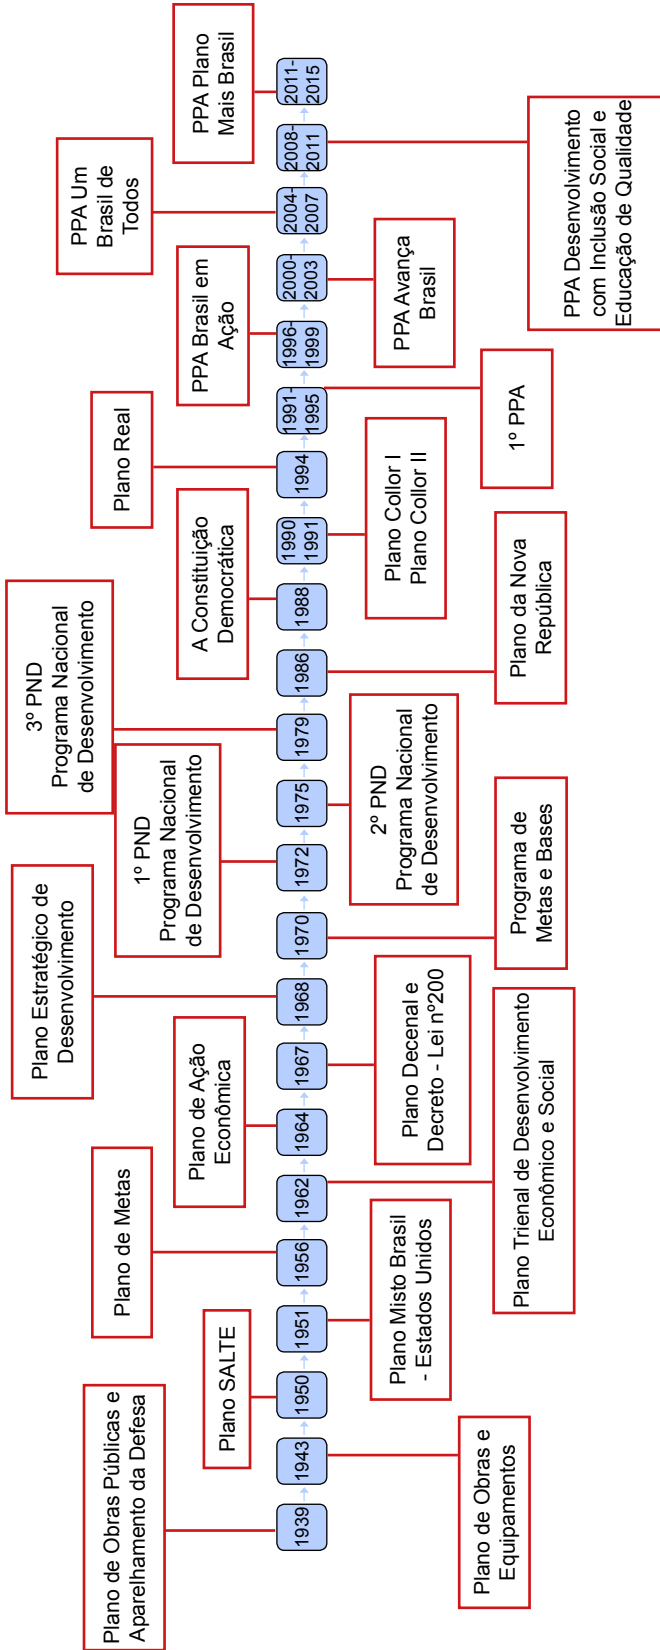 Plano de Obras Públicas e
Aparelhamento da Defesa
1939
1943
Plano de Obras e
Equipamentos
Plano SALTE
1950
1951
Plano Misto Brasil
- Estados Unidos
Plano de Metas
1956
1962
Plano Trienal de Desenvolvimento
Econômico e Social
Plano de Ação
Econômica
1964
1967
Plano Decenal e
Decreto - Lei nº200
Plano Estratégico de
Desenvolvimento
1968
1970
Programa de
Metas e Bases
1º PND
Programa Nacional
de Desenvolvimento
1972
1975
2º PND
Programa Nacional
de Desenvolvimento
3º PND
Programa Nacional
de Desenvolvimento
1979
1986
Plano da Nova
República
A Constituição
Democrática
1988
1990
1991
Plano Collor I
Plano Collor II
Plano Real
1994
1991-
1995
1º PPA
PPA Brasil em
Ação
1996-
1999
2000-
2003
PPA Avança
Brasil
PPA Um
Brasil de
Todos
2004-
2007
2008-
2011
PPA Desenvolvimento
com Inclusão Social e
Educação de Qualidade
PPA Plano
Mais Brasil
2011-
2015